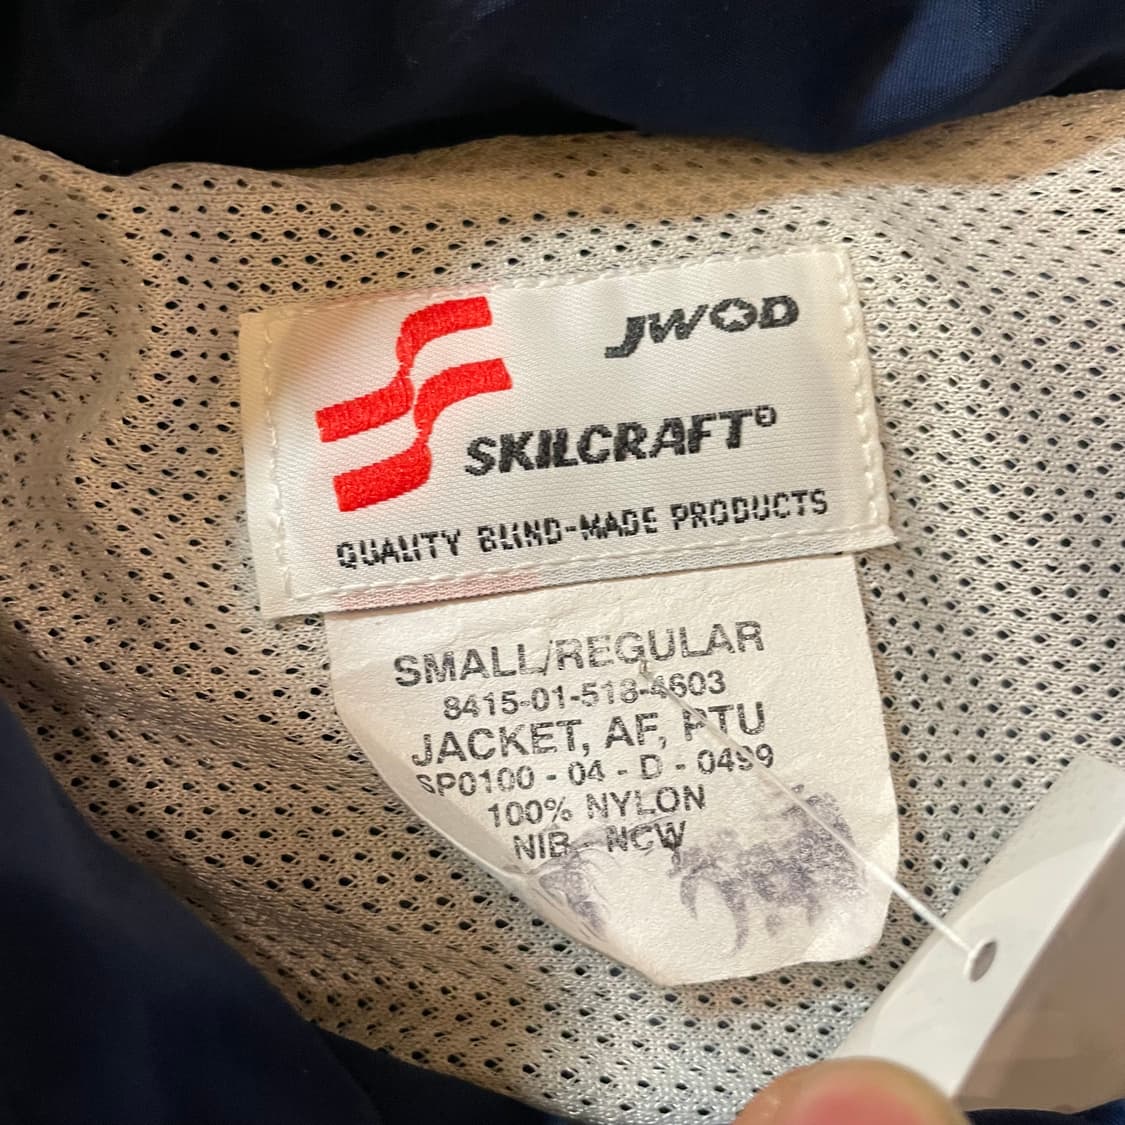 JWOD
SKILCRAFT®
QUALITY BLIND-MADE PRODUCTS
SMALL/REGULAR
8415-01-518-4603
JACKET, AF, PTU
SP0100 - 04 - D - 0499
100% NYLON
NIB - NCW